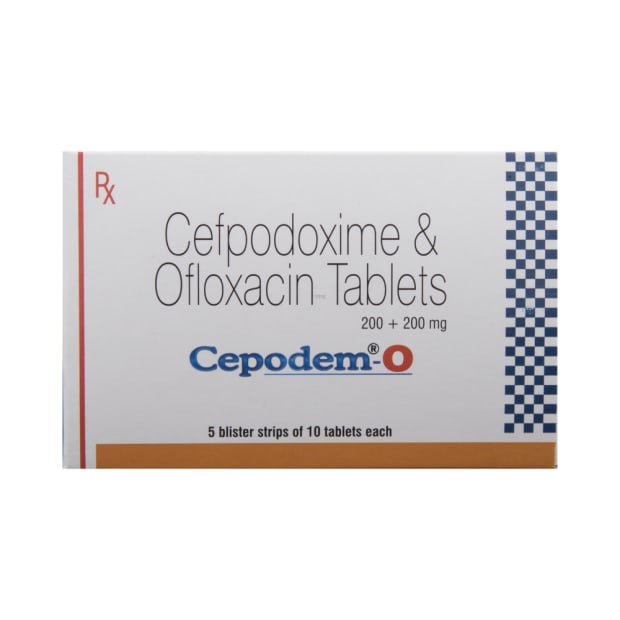 Rx
Cefpodoxime &
Ofloxacin Tablets
200 + 200 mg
Cepodem®-O
5 blister strips of 10 tablets each